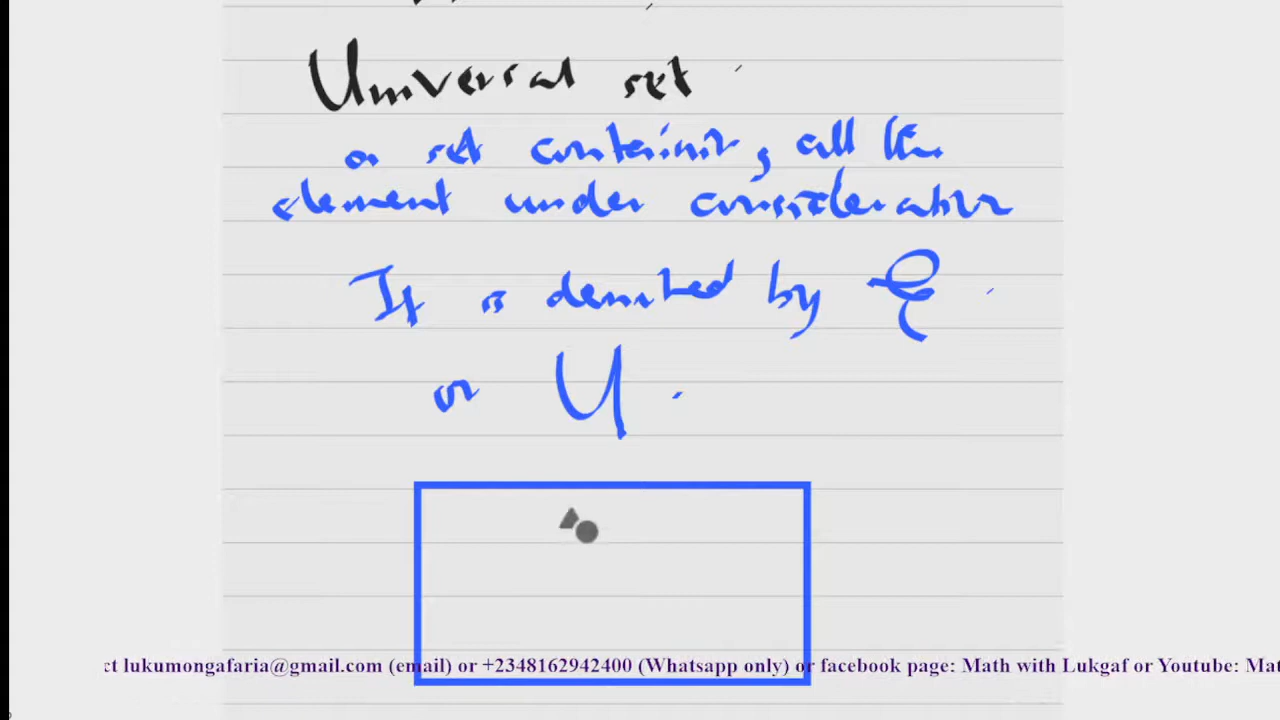 Universal set
a set containing all the
element under consideration
It is denoted by ξ
or U.
ct lukumongafaria@gmail.com (email) or +2348162942400 (Whatsapp only) or facebook page: Math with Lukgaf or Youtube: Mat